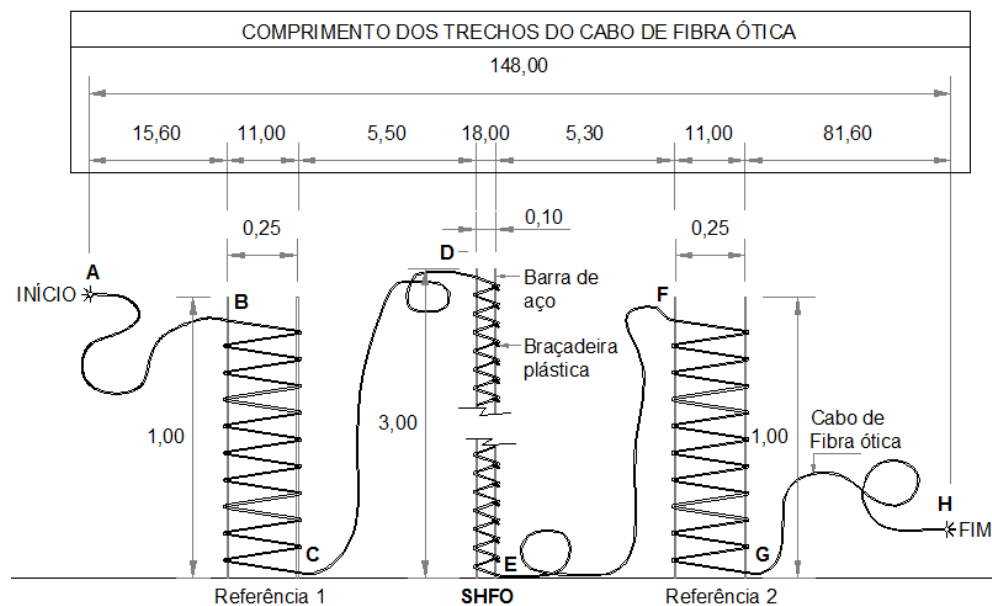 COMPRIMENTO DOS TRECHOS DO CABO DE FIBRA ÓTICA
148,00
15,60 11,00 5,50 18,00 5,30 11,00 81,60
0,25 0,10 0,25
D
A
INÍCIO
B
Barra de
aço
F
Braçadeira
plástica
1,00 3,00 1,00
Cabo de
Fibra ótica
H
FIM
C E G
Referência 1 SHFO Referência 2